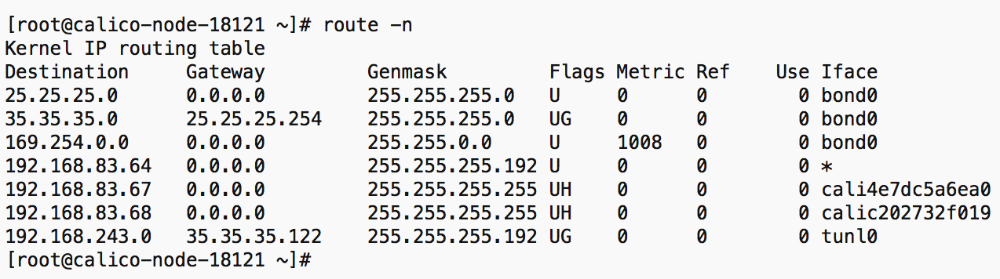 [root@calico-node-18121 ~]# route -n
Kernel IP routing table
Destination     Gateway         Genmask         Flags Metric Ref    Use Iface
25.25.25.0      0.0.0.0         255.255.255.0   U     0      0        0 bond0
35.35.35.0      25.25.25.254    255.255.255.0   UG    0      0        0 bond0
169.254.0.0     0.0.0.0         255.255.0.0     U     1008   0        0 bond0
192.168.83.64   0.0.0.0         255.255.255.192 U     0      0        0 *
192.168.83.67   0.0.0.0         255.255.255.255 UH    0      0        0 cali4e7dc5a6ea0
192.168.83.68   0.0.0.0         255.255.255.255 UH    0      0        0 calic202732f019
192.168.243.0   35.35.35.122    255.255.255.192 UG    0      0        0 tunl0
[root@calico-node-18121 ~]#